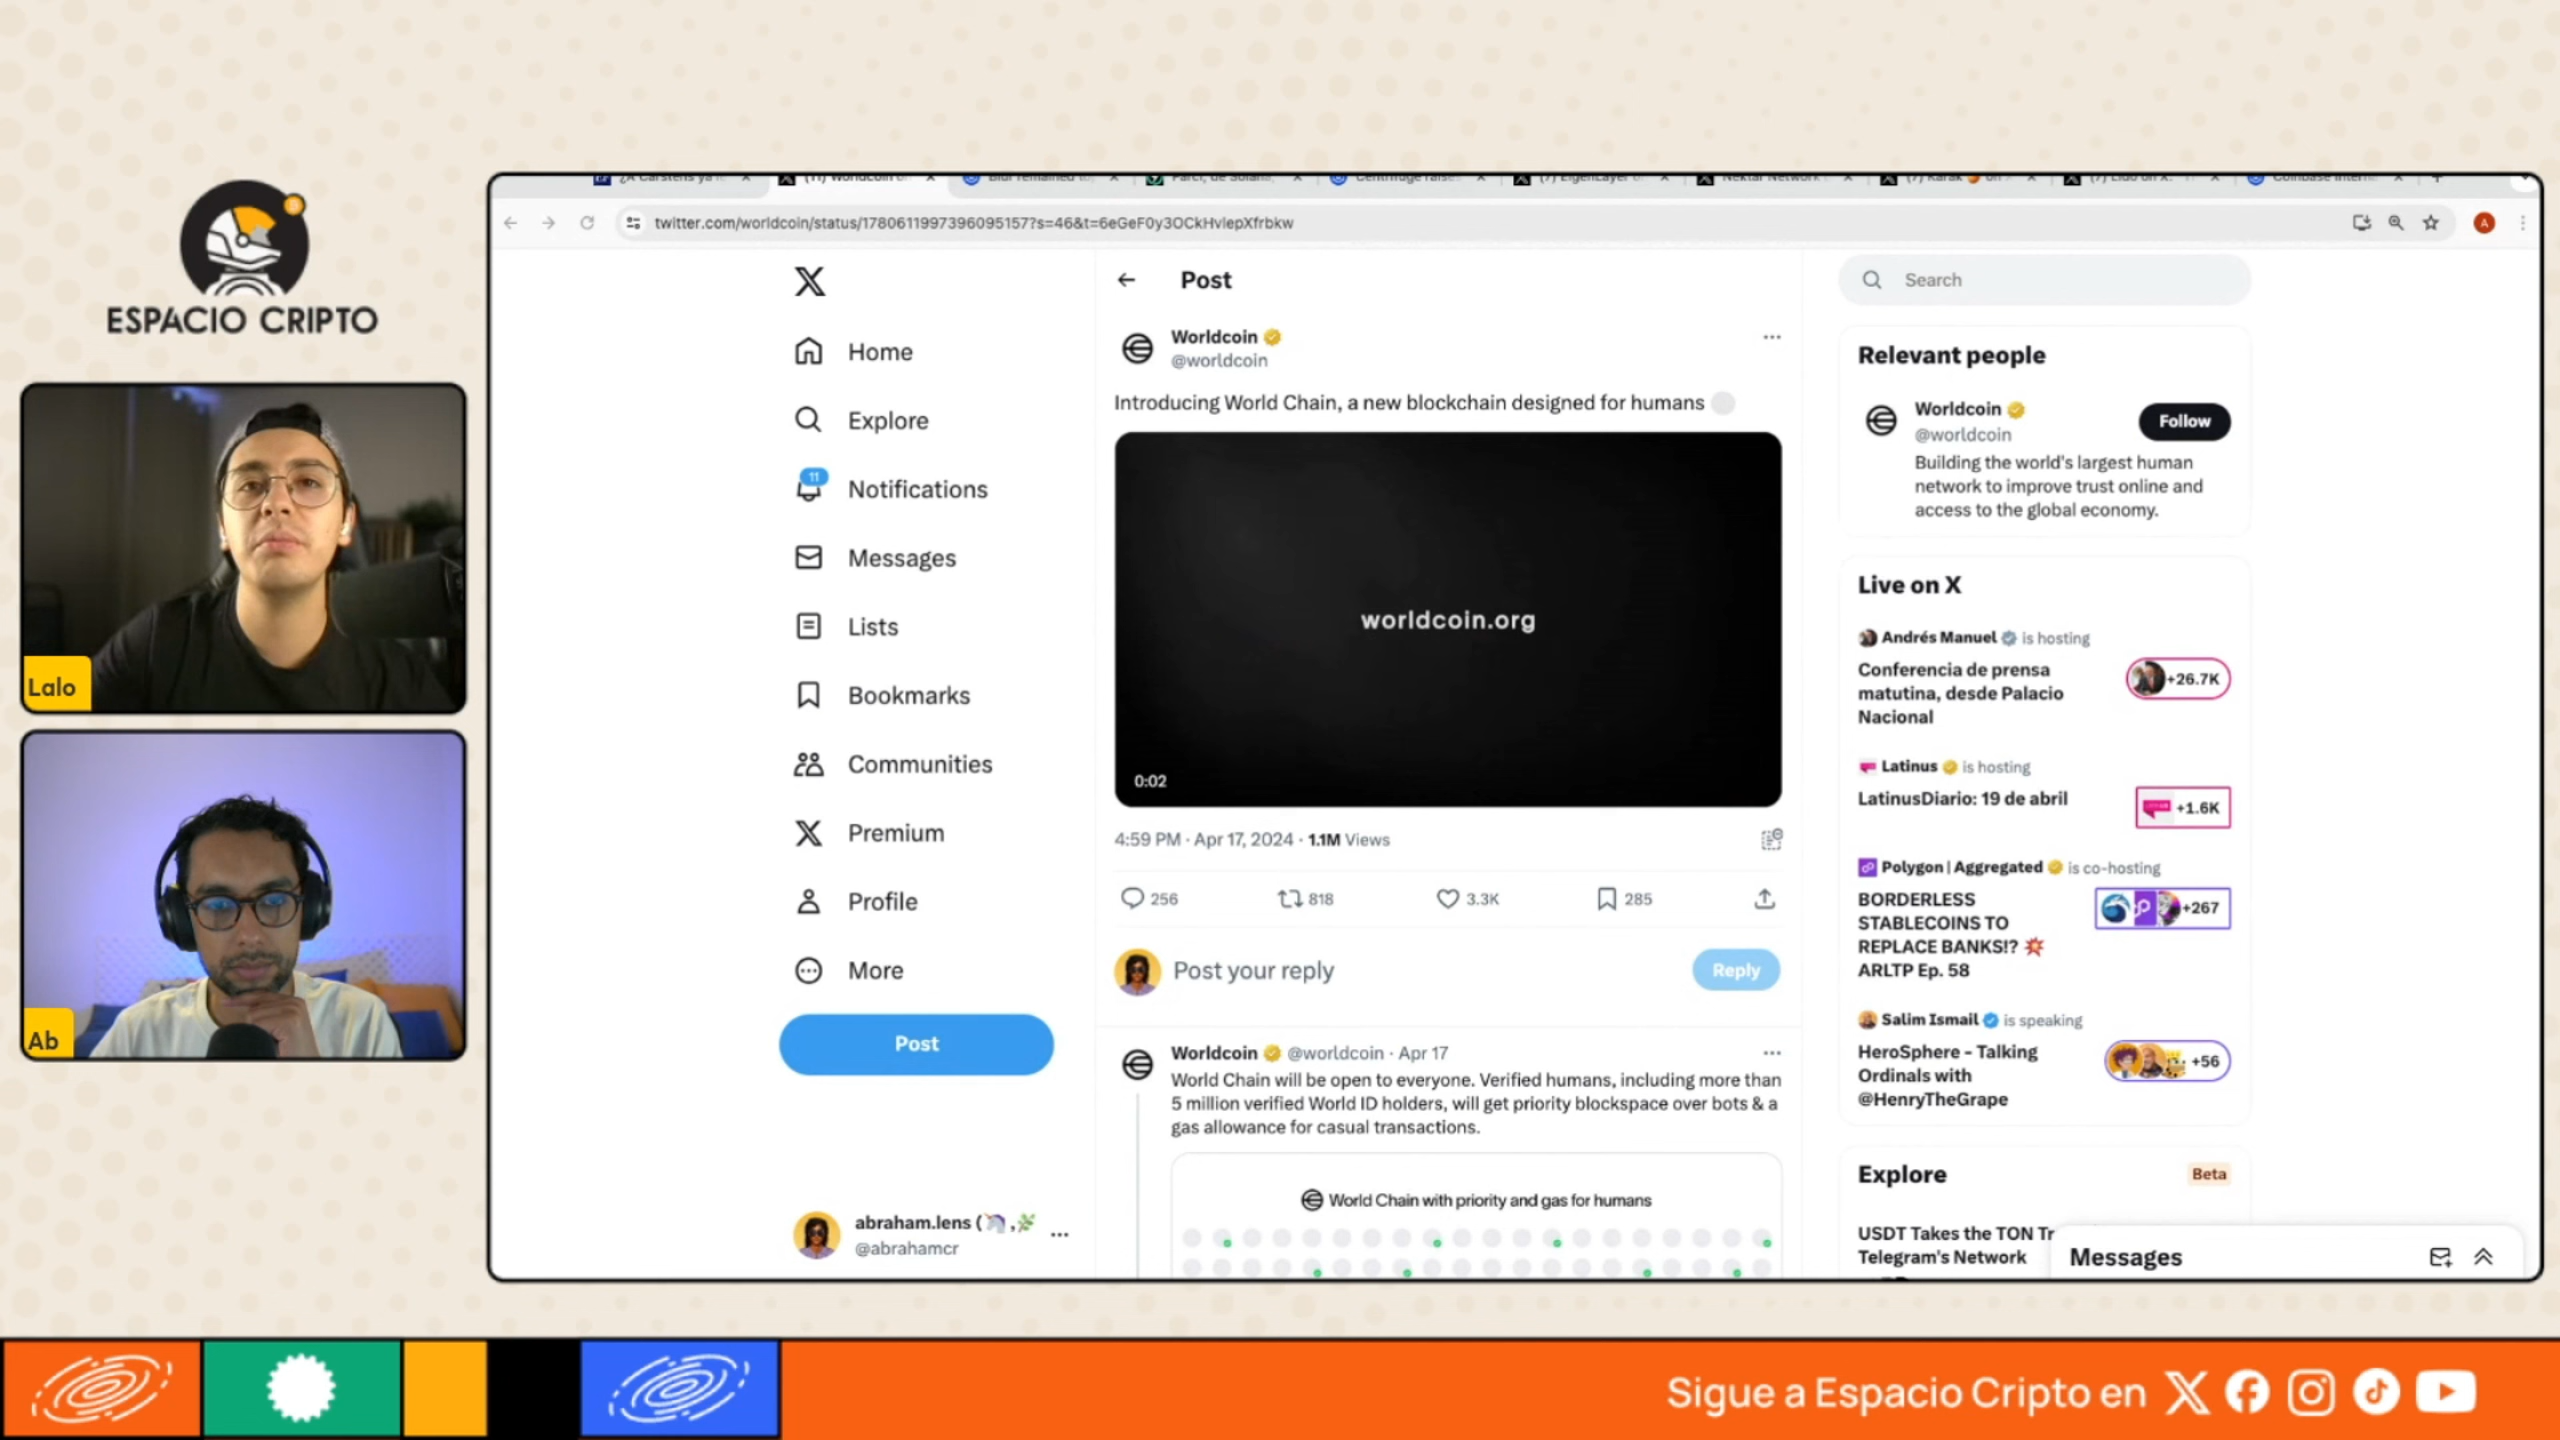 ESPACIO CRIPTO
Lalo
Ab
twitter.com/worldcoin/status/1780611997396095157?s=46&t=6eGeF0y3OCkHvlepXfrbkw
A
Home
Explore
11
Notifications
Messages
Lists
Bookmarks
Communities
Premium
Profile
More
Post
abraham.lens (
@abrahamcr
Post
Worldcoin
@worldcoin
Introducing World Chain, a new blockchain designed for humans
worldcoin.org
0:02
4:59 PM · Apr 17, 2024 · 1.1M Views
256 818 3.3K 285
Post your reply
Reply
Worldcoin @worldcoin · Apr 17
World Chain will be open to everyone. Verified humans, including more than
5 million verified World ID holders, will get priority blockspace over bots & a
gas allowance for casual transactions.
World Chain with priority and gas for humans
Search
Relevant people
Worldcoin
@worldcoin
Follow
Building the world's largest human
network to improve trust online and
access to the global economy.
Live on X
Andrés Manuel is hosting
Conferencia de prensa
matutina, desde Palacio
Nacional
+26.7K
Latinus is hosting
LatinusDiario: 19 de abril
+1.6K
Polygon | Aggregated is co-hosting
BORDERLESS
STABLECOINS TO
REPLACE BANKS!?
ARLTP Ep. 58
+267
Salim Ismail is speaking
HeroSphere - Talking
Ordinals with
@HenryTheGrape
+56
Explore
Beta
USDT Takes the TON
Telegram's Network
Messages
Sigue a Espacio Cripto en